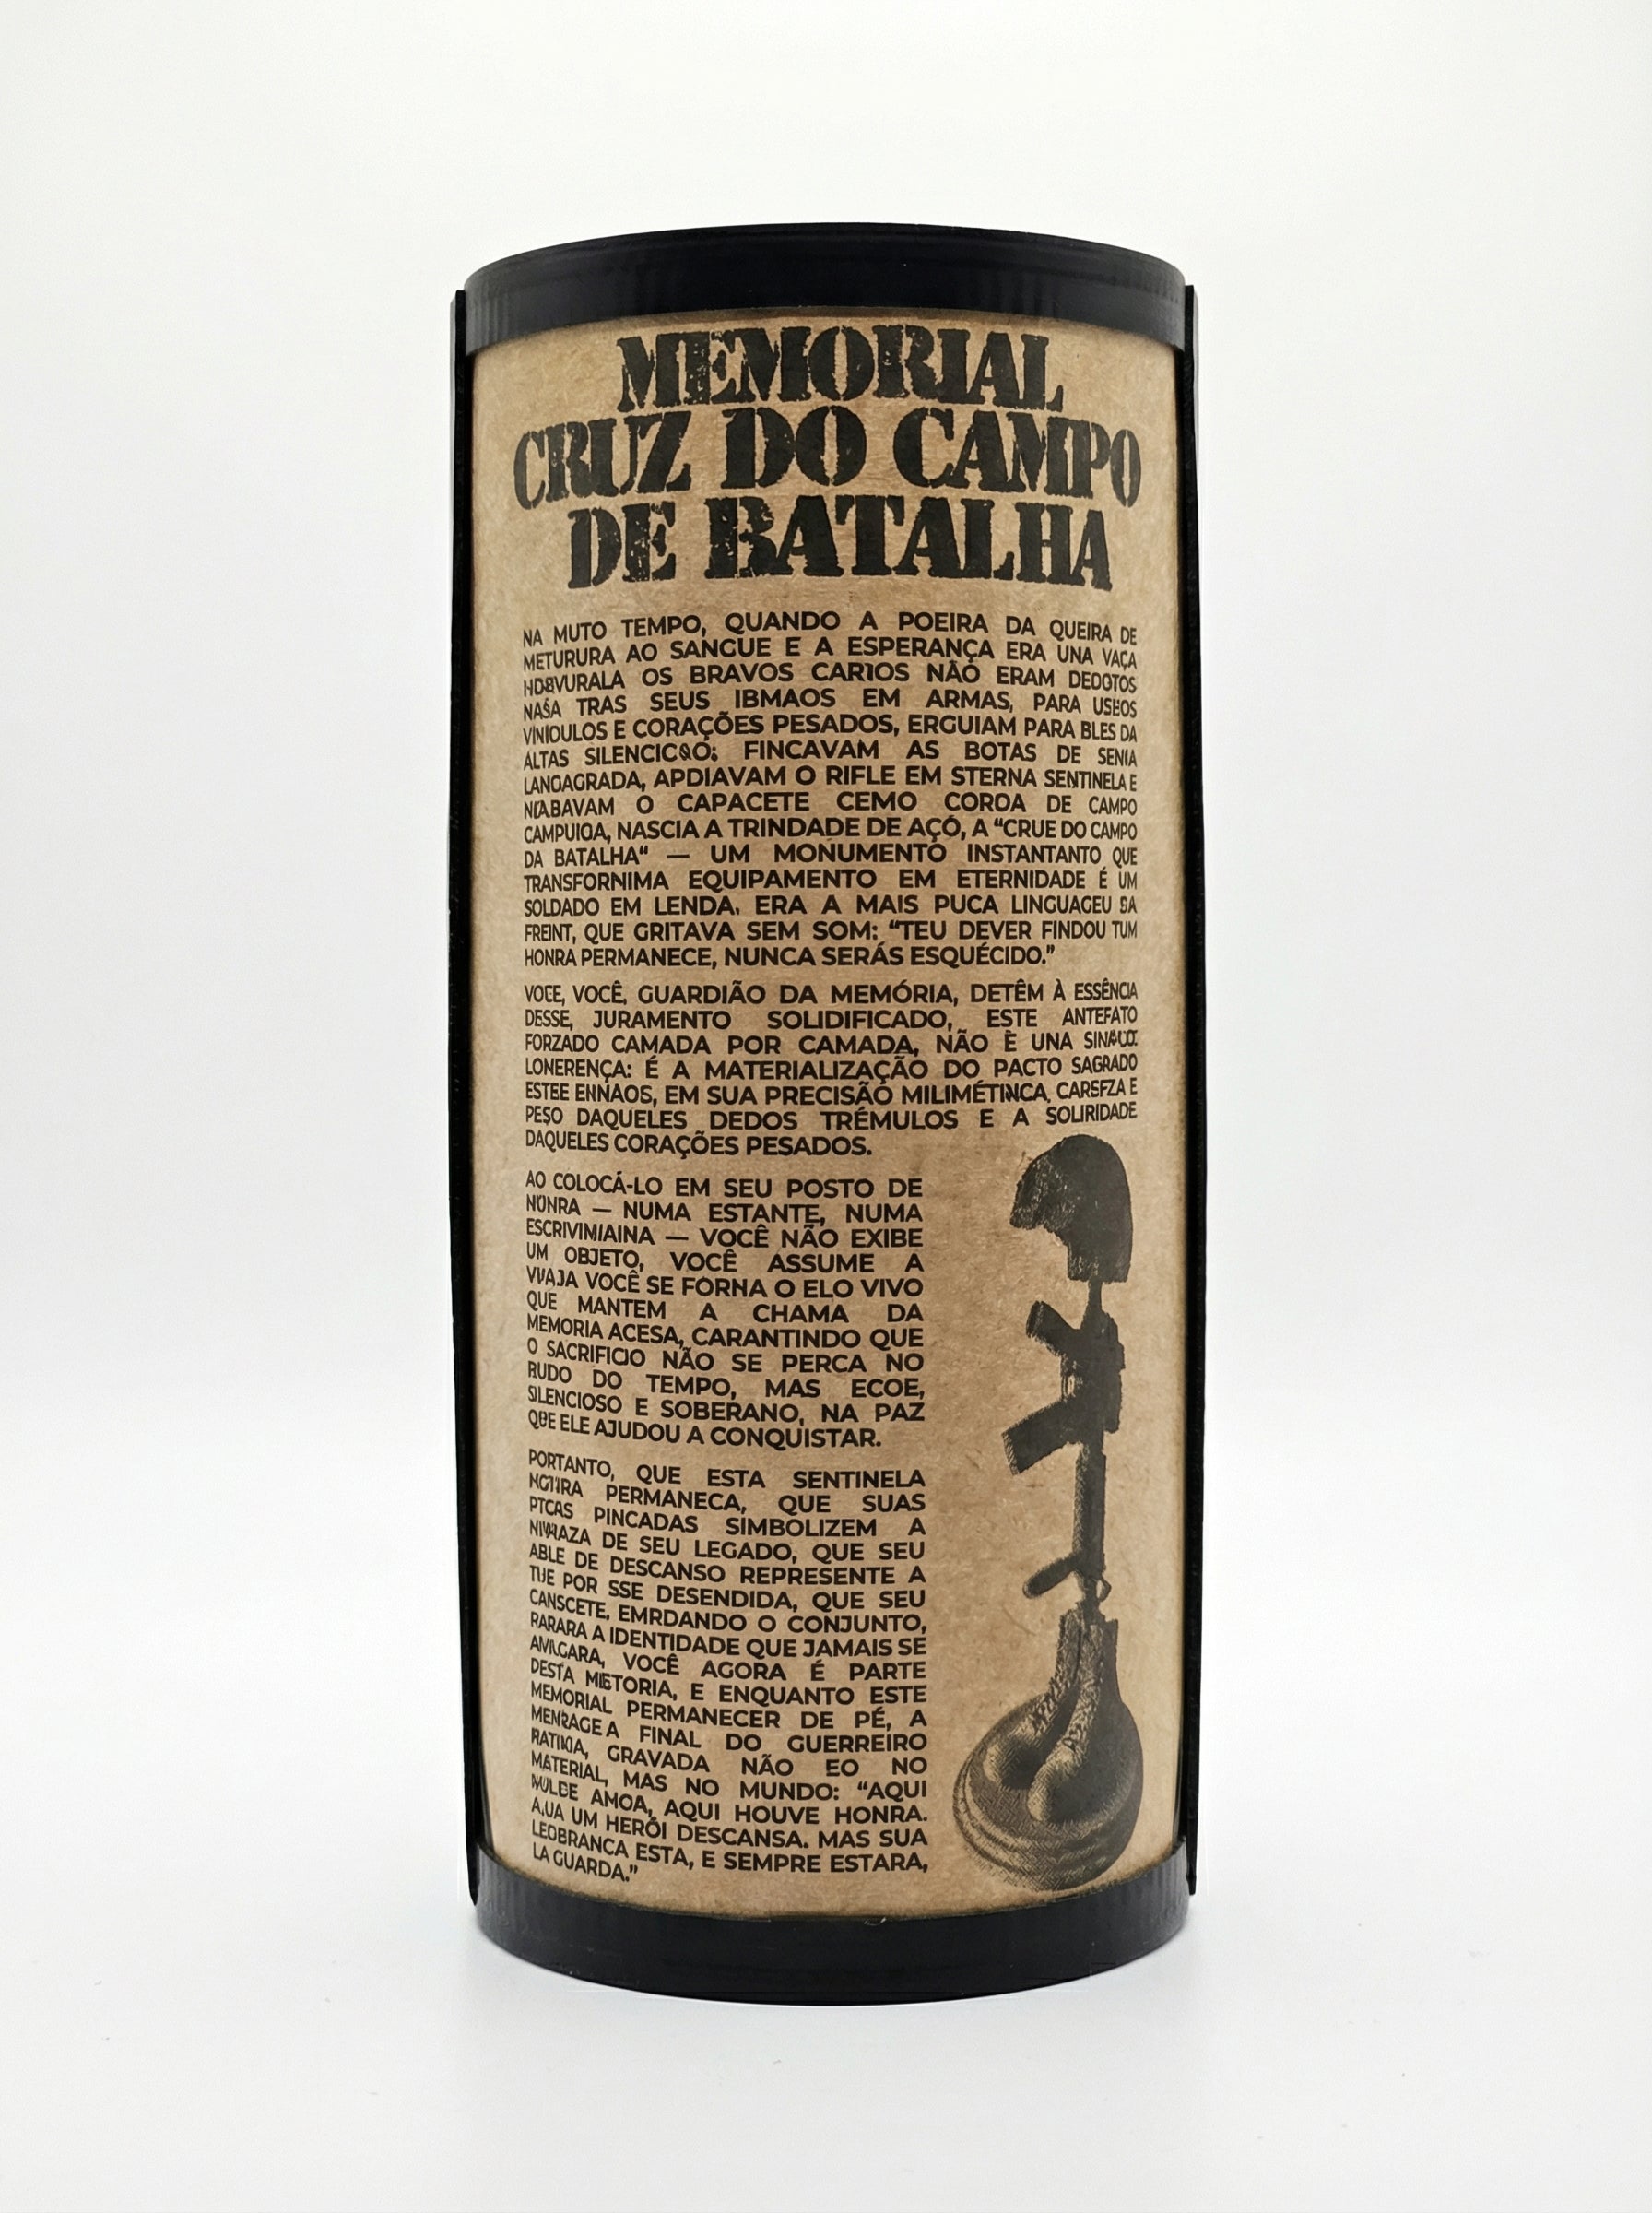 MEMORIAL
CRUZ DO CAMPO
DE BATALHA
NA MUTO TEMPO, QUANDO A POEIRA DA QUEIRA DE
METURURA AO SANGUE E A ESPERANÇA ERA UNA VAÇA
OS BRAVOS CARIOS NÃO ERAM DEDOTOS
NAŚA TRAS SEUS IBMAOS EM ARMAS, PARA
E CORAÇÕES PESADOS, ERGUIAM PARA BLES DA
ALTAS FINCAVAM AS BOTAS DE SENIA
LANGAGRADA, APDIAVAM O RIFLE EM STERNA SENTINELA E
O CAPACETE CEMO COROA DE CAMPO
CAMPUIGA, NASCIA A TRINDADE DE AÇÓ, A “CRUE DO CAMPO
DA BATALHA“ — UM MONUMENTO INSTANTANTO QUE
TRANSFORNIMA EQUIPAMENTO EM ETERNIDADE É UM
SOLDADO EM LENDA. ERA A MAIS PUCA LINGUAGEU
FREINT, QUE GRITAVA SEM SOM: “TEU DEVER FINDOU TUM
HONRA PERMANECE, NUNCA SERÁS ESQUÉCIDO.”
VOCE, VOCÊ, GUARDIÃO DA MEMÓRIA, DETÊM À ESSÊNCIA
DESSE, JURAMENTO SOLIDIFICADO, ESTE ANTEFATO
FORZADO CAMADA POR CAMADA, NÃO È UNA
LONERENÇA: É A MATERIALIZAÇÃO DO PACTO SAGRADO
ESTEE ENNAOS, EM SUA PRECISÃO MILIMÉTINCA, E
PESO DAQUELES DEDOS TRÉMULOS E A SOLIRIDADE
DAQUELES CORAÇÕES PESADOS.
AO COLOCÁ-LO EM SEU POSTO DE
NONRA — NUMA ESTANTE, NUMA
ESCRIVIMIAINA — VOCÊ NÃO EXIBE
UM OBJETO, VOCÊ ASSUME A
VOCÊ SE FORNA O ELO VIVO
QUE MANTEM A CHAMA DA
MEMORIA ACESA, CARANTINDO QUE
O SACRIFICIO NÃO SE PERCA NO
RUDO DO TEMPO, MAS ECOE,
SILENCIOSO E SOBERANO, NA PAZ
QUE ELE AJUDOU A CONQUISTAR.
PORTANTO, QUE ESTA SENTINELA
PERMANECA, QUE SUAS
PTCAS PINCADAS SIMBOLIZEM A
DE SEU LEGADO, QUE SEU
ABLE DE DESCANSO REPRESENTE A
TUE POR SSE DESENDIDA, QUE SEU
CANSCETE, EMRDANDO O CONJUNTO,
RARARA A IDENTIDADE QUE JAMAIS SE
VOCÊ AGORA É PARTE
DESTA E ENQUANTO ESTE
MEMORIAL PERMANECER DE PÉ, A
FINAL DO GUERREIRO
GRAVADA NÃO EO NO
MATERIAL, MAS NO MUNDO: “AQUI
AMOA, AQUI HOUVE HONRA.
UM HERÓI DESCANSA. MAS SUA
LEOBRANCA ESTA, E SEMPRE ESTARA,
LA GUARDA.”